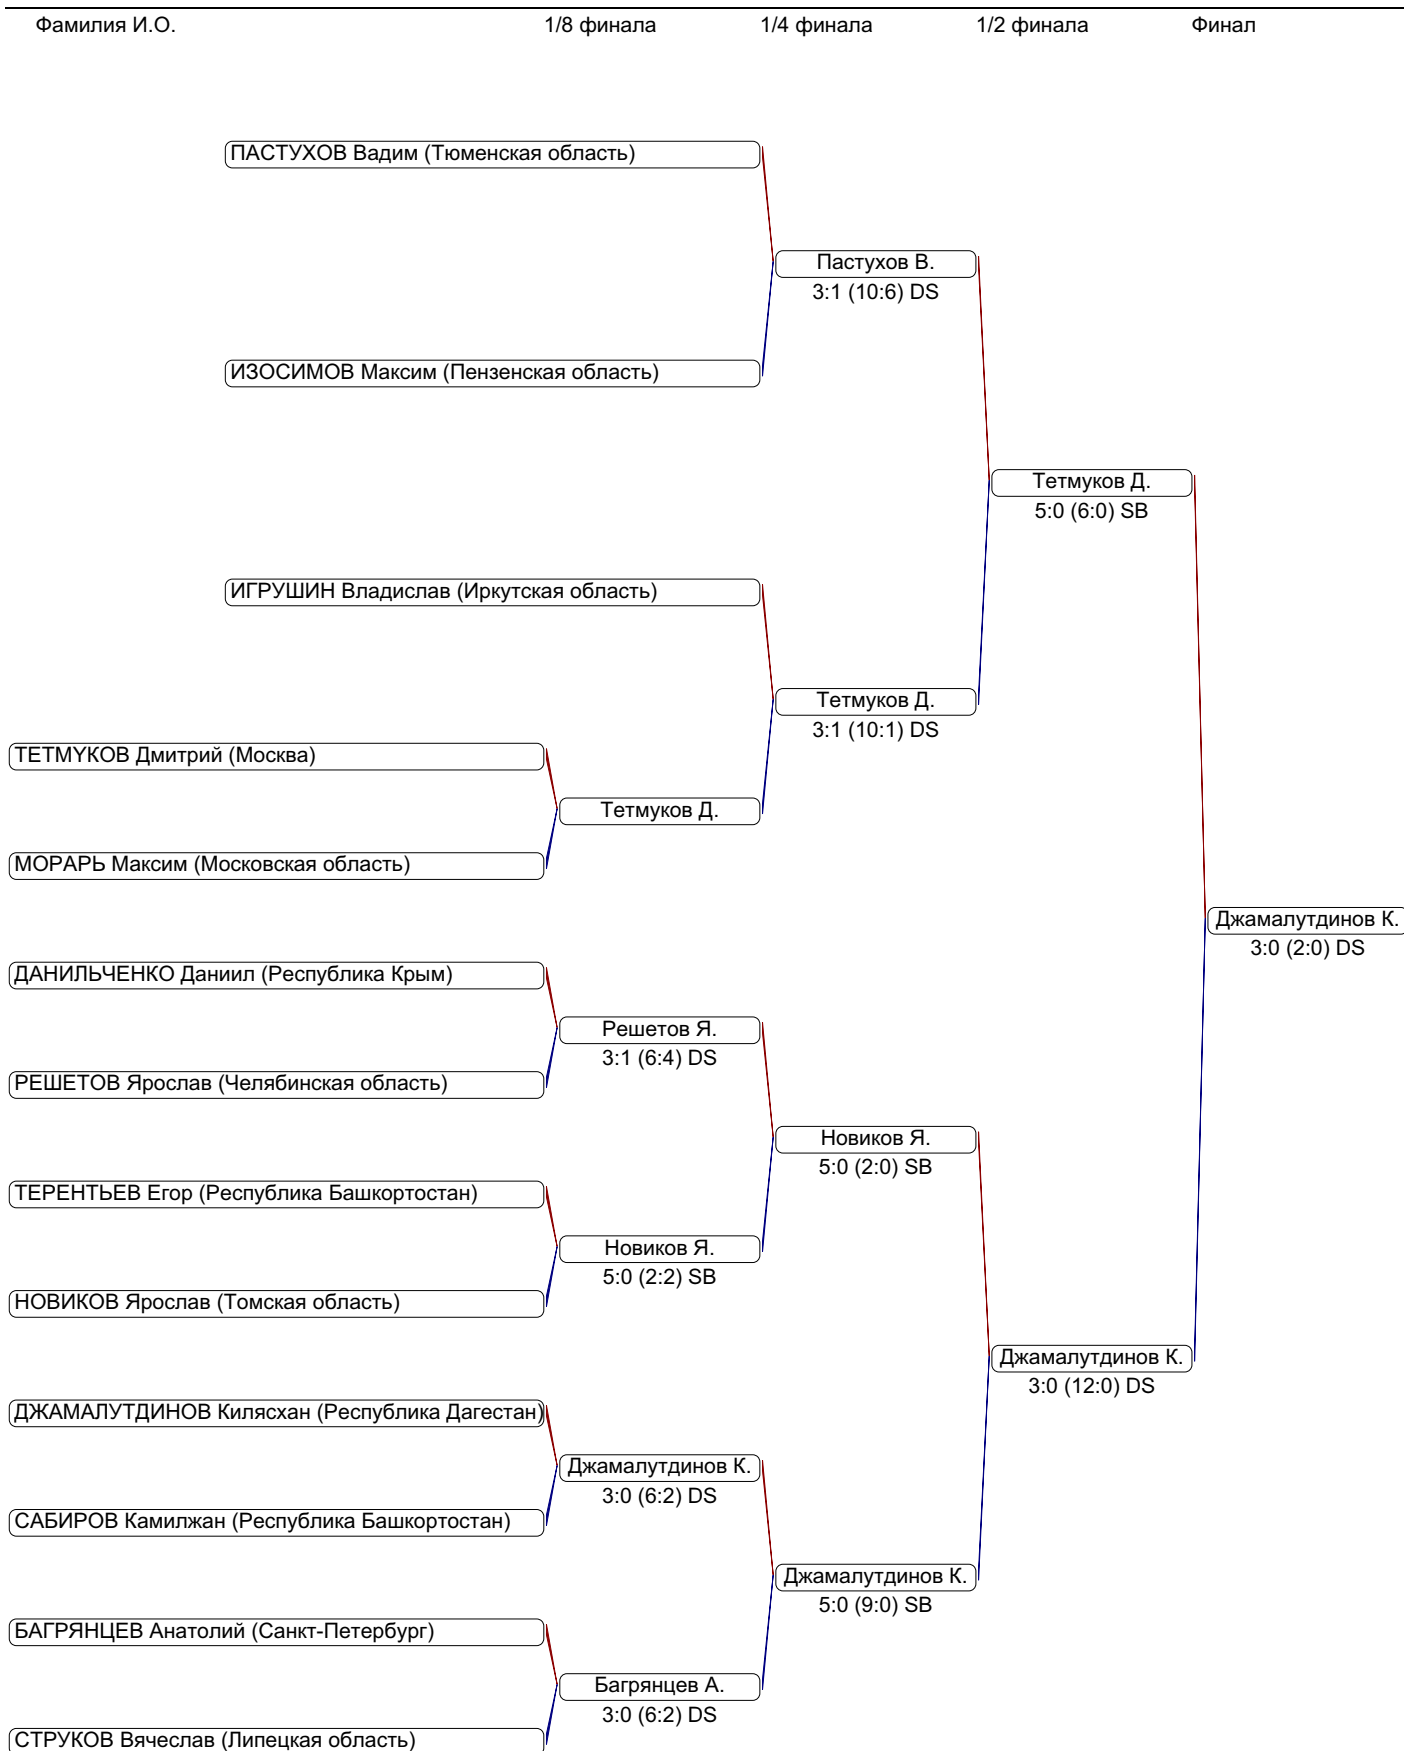 Фамилия И.О. 1/8 финала 1/4 финала 1/2 финала Финал
ПАСТУХОВ Вадим (Тюменская область)
Пастухов В.
3:1 (10:6) DS
ИЗОСИМОВ Максим (Пензенская область)
Тетмуков Д.
5:0 (6:0) SB
ИГРУШИН Владислав (Иркутская область)
Тетмуков Д.
3:1 (10:1) DS
ТЕТМУКОВ Дмитрий (Москва)
Тетмуков Д.
МОРАРЬ Максим (Московская область)
Джамалутдинов К.
3:0 (2:0) DS
ДАНИЛЬЧЕНКО Даниил (Республика Крым)
Решетов Я.
3:1 (6:4) DS
РЕШЕТОВ Ярослав (Челябинская область)
Новиков Я.
5:0 (2:0) SB
ТЕРЕНТЬЕВ Егор (Республика Башкортостан)
Новиков Я.
5:0 (2:2) SB
НОВИКОВ Ярослав (Томская область)
Джамалутдинов К.
3:0 (12:0) DS
ДЖАМАЛУТДИНОВ Килясхан (Республика Дагестан)
Джамалутдинов К.
3:0 (6:2) DS
САБИРОВ Камилжан (Республика Башкортостан)
Джамалутдинов К.
5:0 (9:0) SB
БАГРЯНЦЕВ Анатолий (Санкт-Петербург)
Багрянцев А.
3:0 (6:2) DS
СТРУКОВ Вячеслав (Липецкая область)